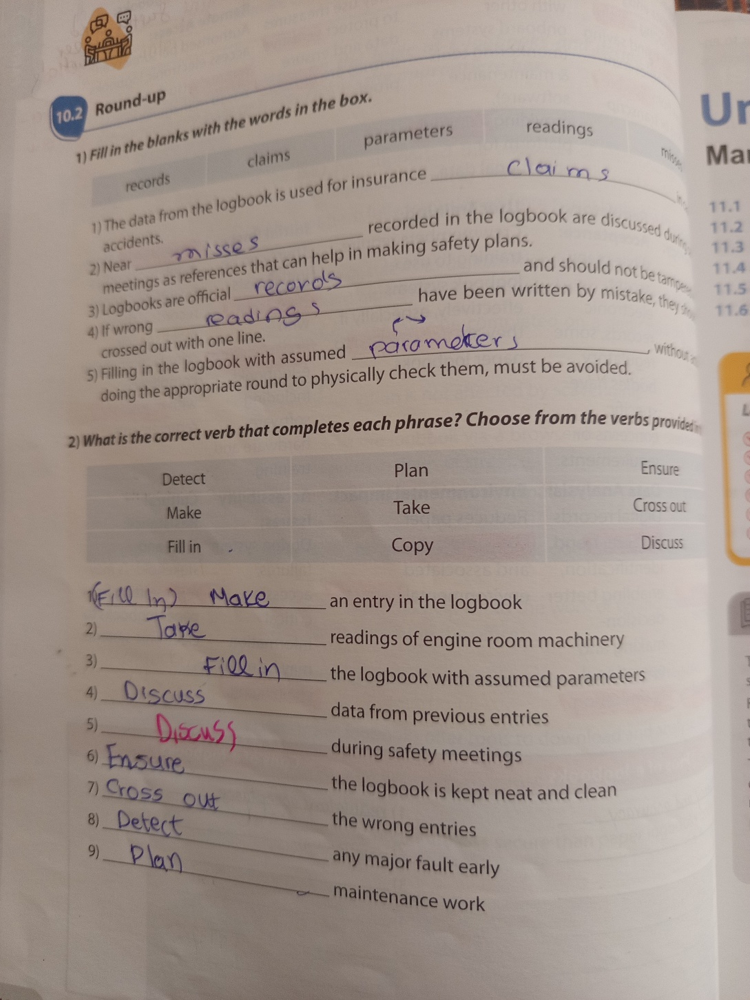 10.2 Round-up
1) Fill in the blanks with the words in the box.
records claims parameters readings misses
1) The data from the logbook is used for insurance claims
accidents.
2) Near misses recorded in the logbook are discussed during
meetings as references that can help in making safety plans.
3) Logbooks are official records and should not be
4) If wrong readings have been written by mistake, they
crossed out with one line.
5) Filling in the logbook with assumed parameters, without
doing the appropriate round to physically check them, must be avoided.
2) What is the correct verb that completes each phrase? Choose from the verbs provided
Detect Plan Ensure
Make Take Cross out
Fill in Copy Discuss
1) (Fill In) Make an entry in the logbook
2) Take readings of engine room machinery
3) Fill in the logbook with assumed parameters
4) Discuss data from previous entries
5) Discuss during safety meetings
6) Ensure the logbook is kept neat and clean
7) Cross out the wrong entries
8) Detect any major fault early
9) Plan maintenance work
Un
Mar
11.1
11.2
11.3
11.4
11.5
11.6